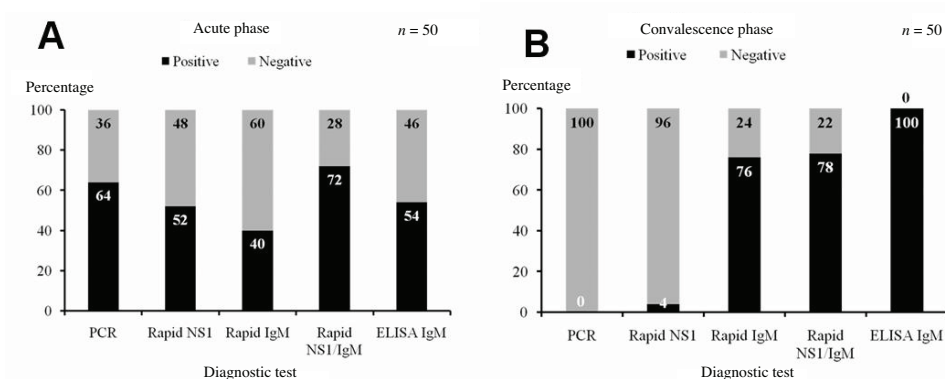 A
Acute phase
n = 50
Positive Negative
Percentage
100
80
60
40
20
0
36 48 60 28 46
64 52 40 72 54
PCR Rapid NS1 Rapid IgM Rapid ELISA IgM
NS1/IgM
Diagnostic test
B
Convalescence phase
n = 50
Positive Negative
Percentage
100
80
60
40
20
0
0
100 96 24 22 100
76 78
0 4
PCR Rapid NS1 Rapid IgM Rapid ELISA IgM
NS1/IgM
Diagnostic test